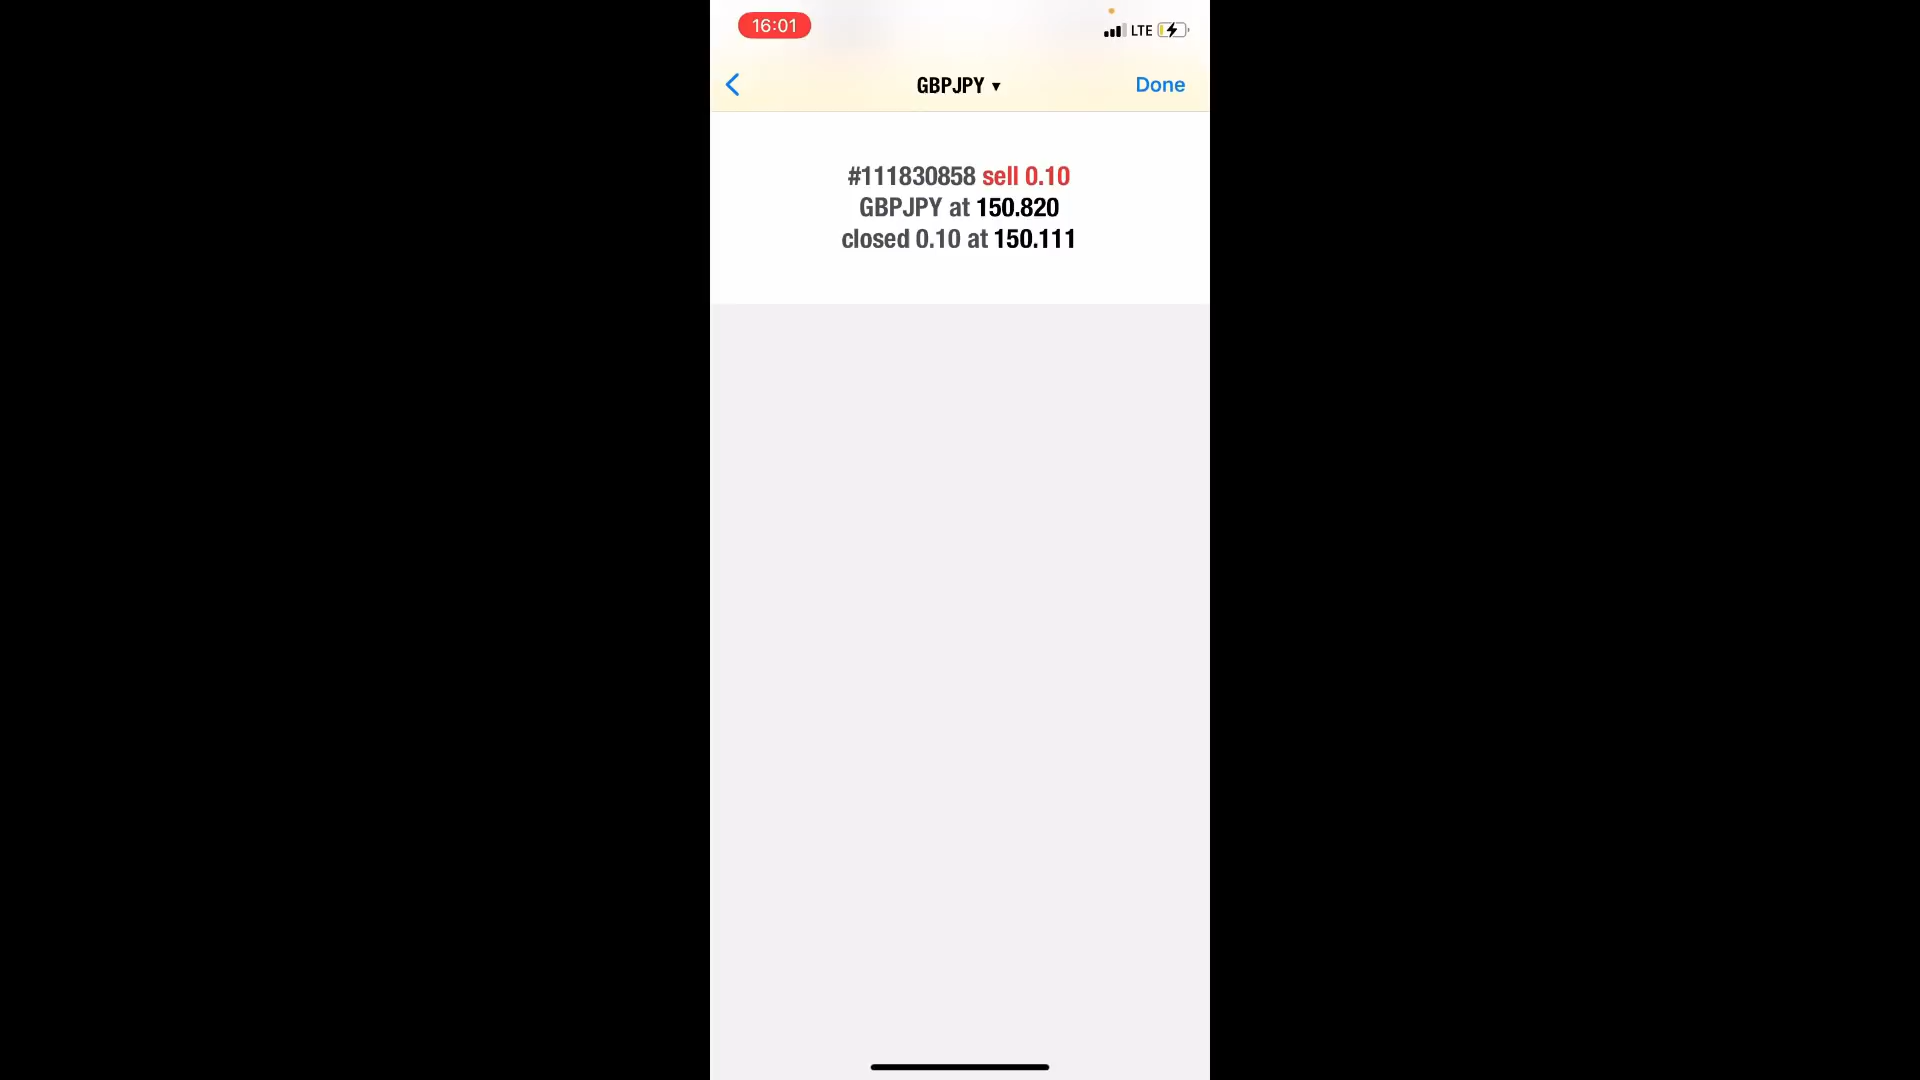 16:01
LTE
GBPJPY ▾
Done
#111830858 sell 0.10
GBPJPY at 150.820
closed 0.10 at 150.111